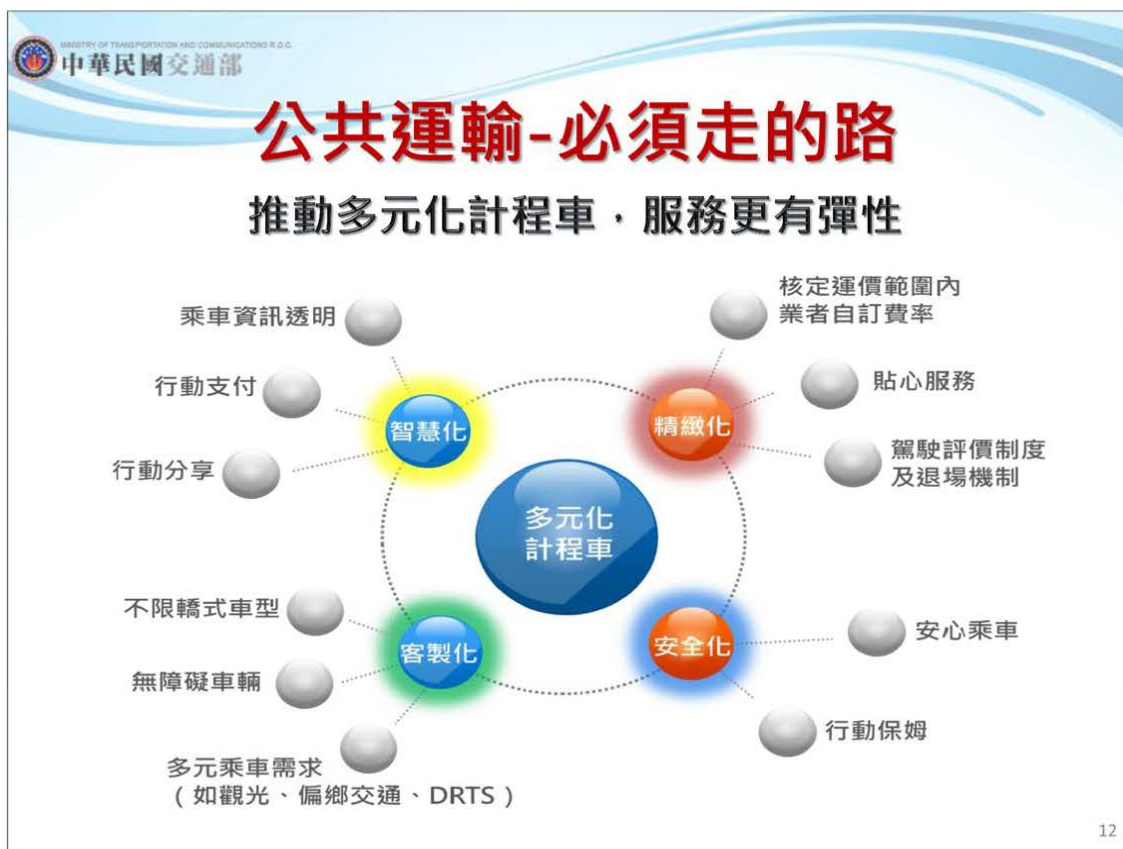 MINISTRY OF TRANSPORTATION AND COMMUNICATIONS R.O.C.
中華民國交通部
公共運輸-必須走的路
推動多元化計程車，服務更有彈性
乘車資訊透明
行動支付
行動分享
智慧化
核定運價範圍內
業者自訂費率
貼心服務
駕駛評價制度
及退場機制
精緻化
多元化
計程車
不限轎式車型
無障礙車輛
多元乘車需求
（如觀光、偏鄉交通、DRTS）
客製化
安全化
安心乘車
行動保姆
12